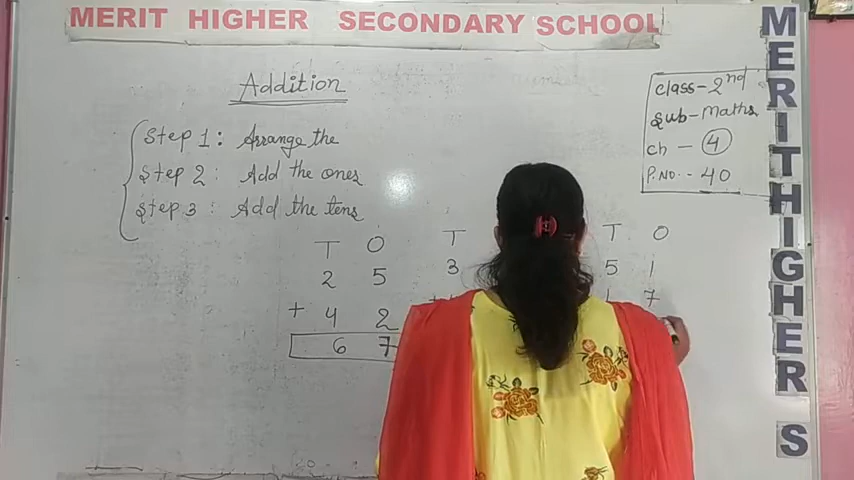 MERIT HIGHER SECONDARY SCHOOL
MERIT HIGHER S
Addition
Class-2nd
Sub-Maths
Ch - 4
P.NO.- 40
Step 1: Arrange the
Step 2: Add the ones
Step 3: Add the tens
T O T T O
2 5 3 5 1
+ 4 2 + 1 7
6 7